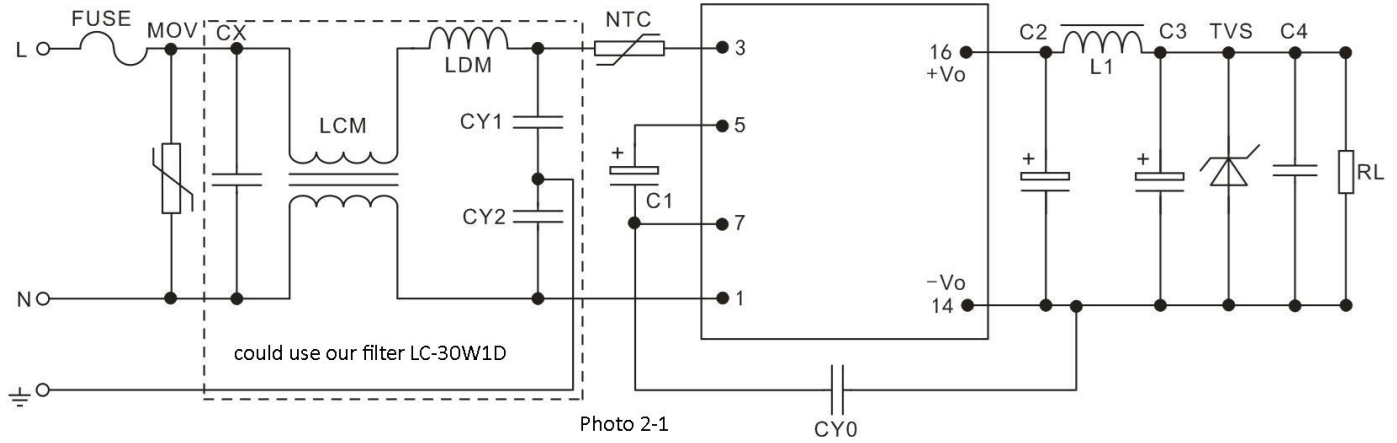 FUSE
MOV
CX
LDM
NTC
C2
L1
C3
TVS
C4
L
3
16
+Vo
LCM
CY1
5
+
C1
+
+
RL
CY2
7
N
1
−Vo
14
could use our filter LC-30W1D
Photo 2-1
CY0